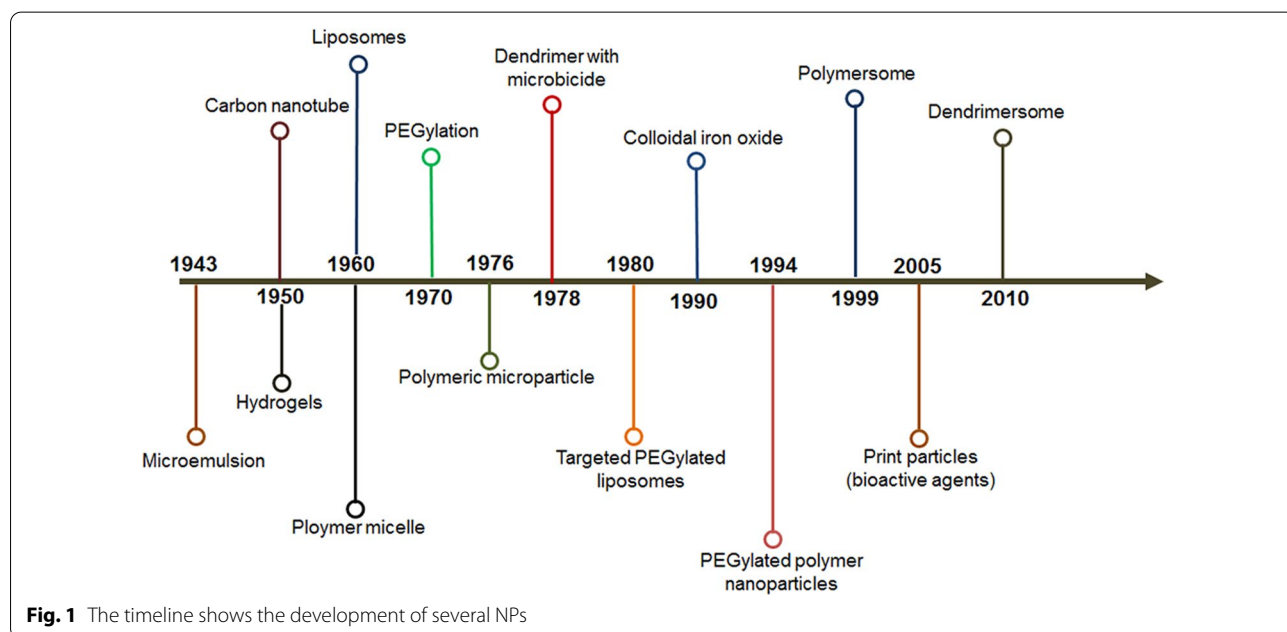 Liposomes
Dendrimer with
microbicide
Polymersome
Carbon nanotube
Dendrimersome
PEGylation
Colloidal iron oxide
1943
1960
1976
1980
1994
2005
1950
1970
1978
1990
1999
2010
Polymeric microparticle
Hydrogels
Microemulsion
Targeted PEGylated
liposomes
Print particles
(bioactive agents)
Ploymer micelle
PEGylated polymer
nanoparticles
Fig. 1 The timeline shows the development of several NPs